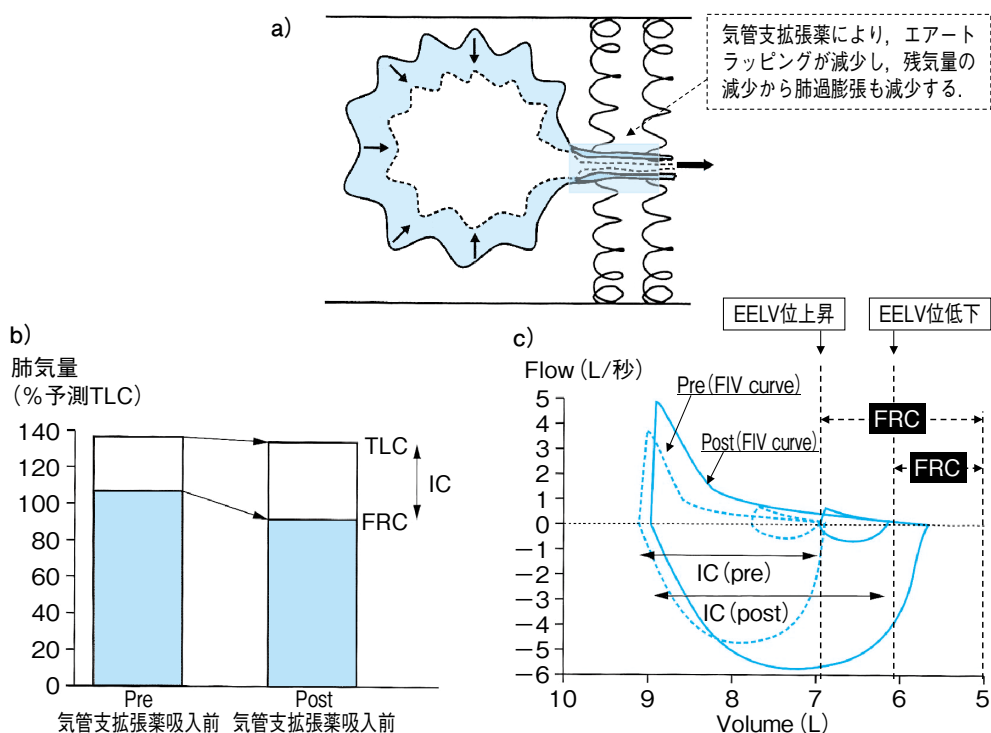 a)
気管支拡張薬により，エアート
ラッピングが減少し，残気量の
減少から肺過膨張も減少する．
b)
肺気量
（％予測TLC）
140
120
100
80
60
40
20
0
TLC
IC
FRC
Pre
気管支拡張薬吸入前
Post
気管支拡張薬吸入前
c)
EELV位上昇
EELV位低下
Flow（L/秒）
Pre（FIV curve）
Post（FIV curve）
FRC
FRC
5
4
3
2
1
0
−1
−2
−3
−4
−5
−6
IC（pre）
IC（post）
10
9
8
7
6
5
Volume（L）